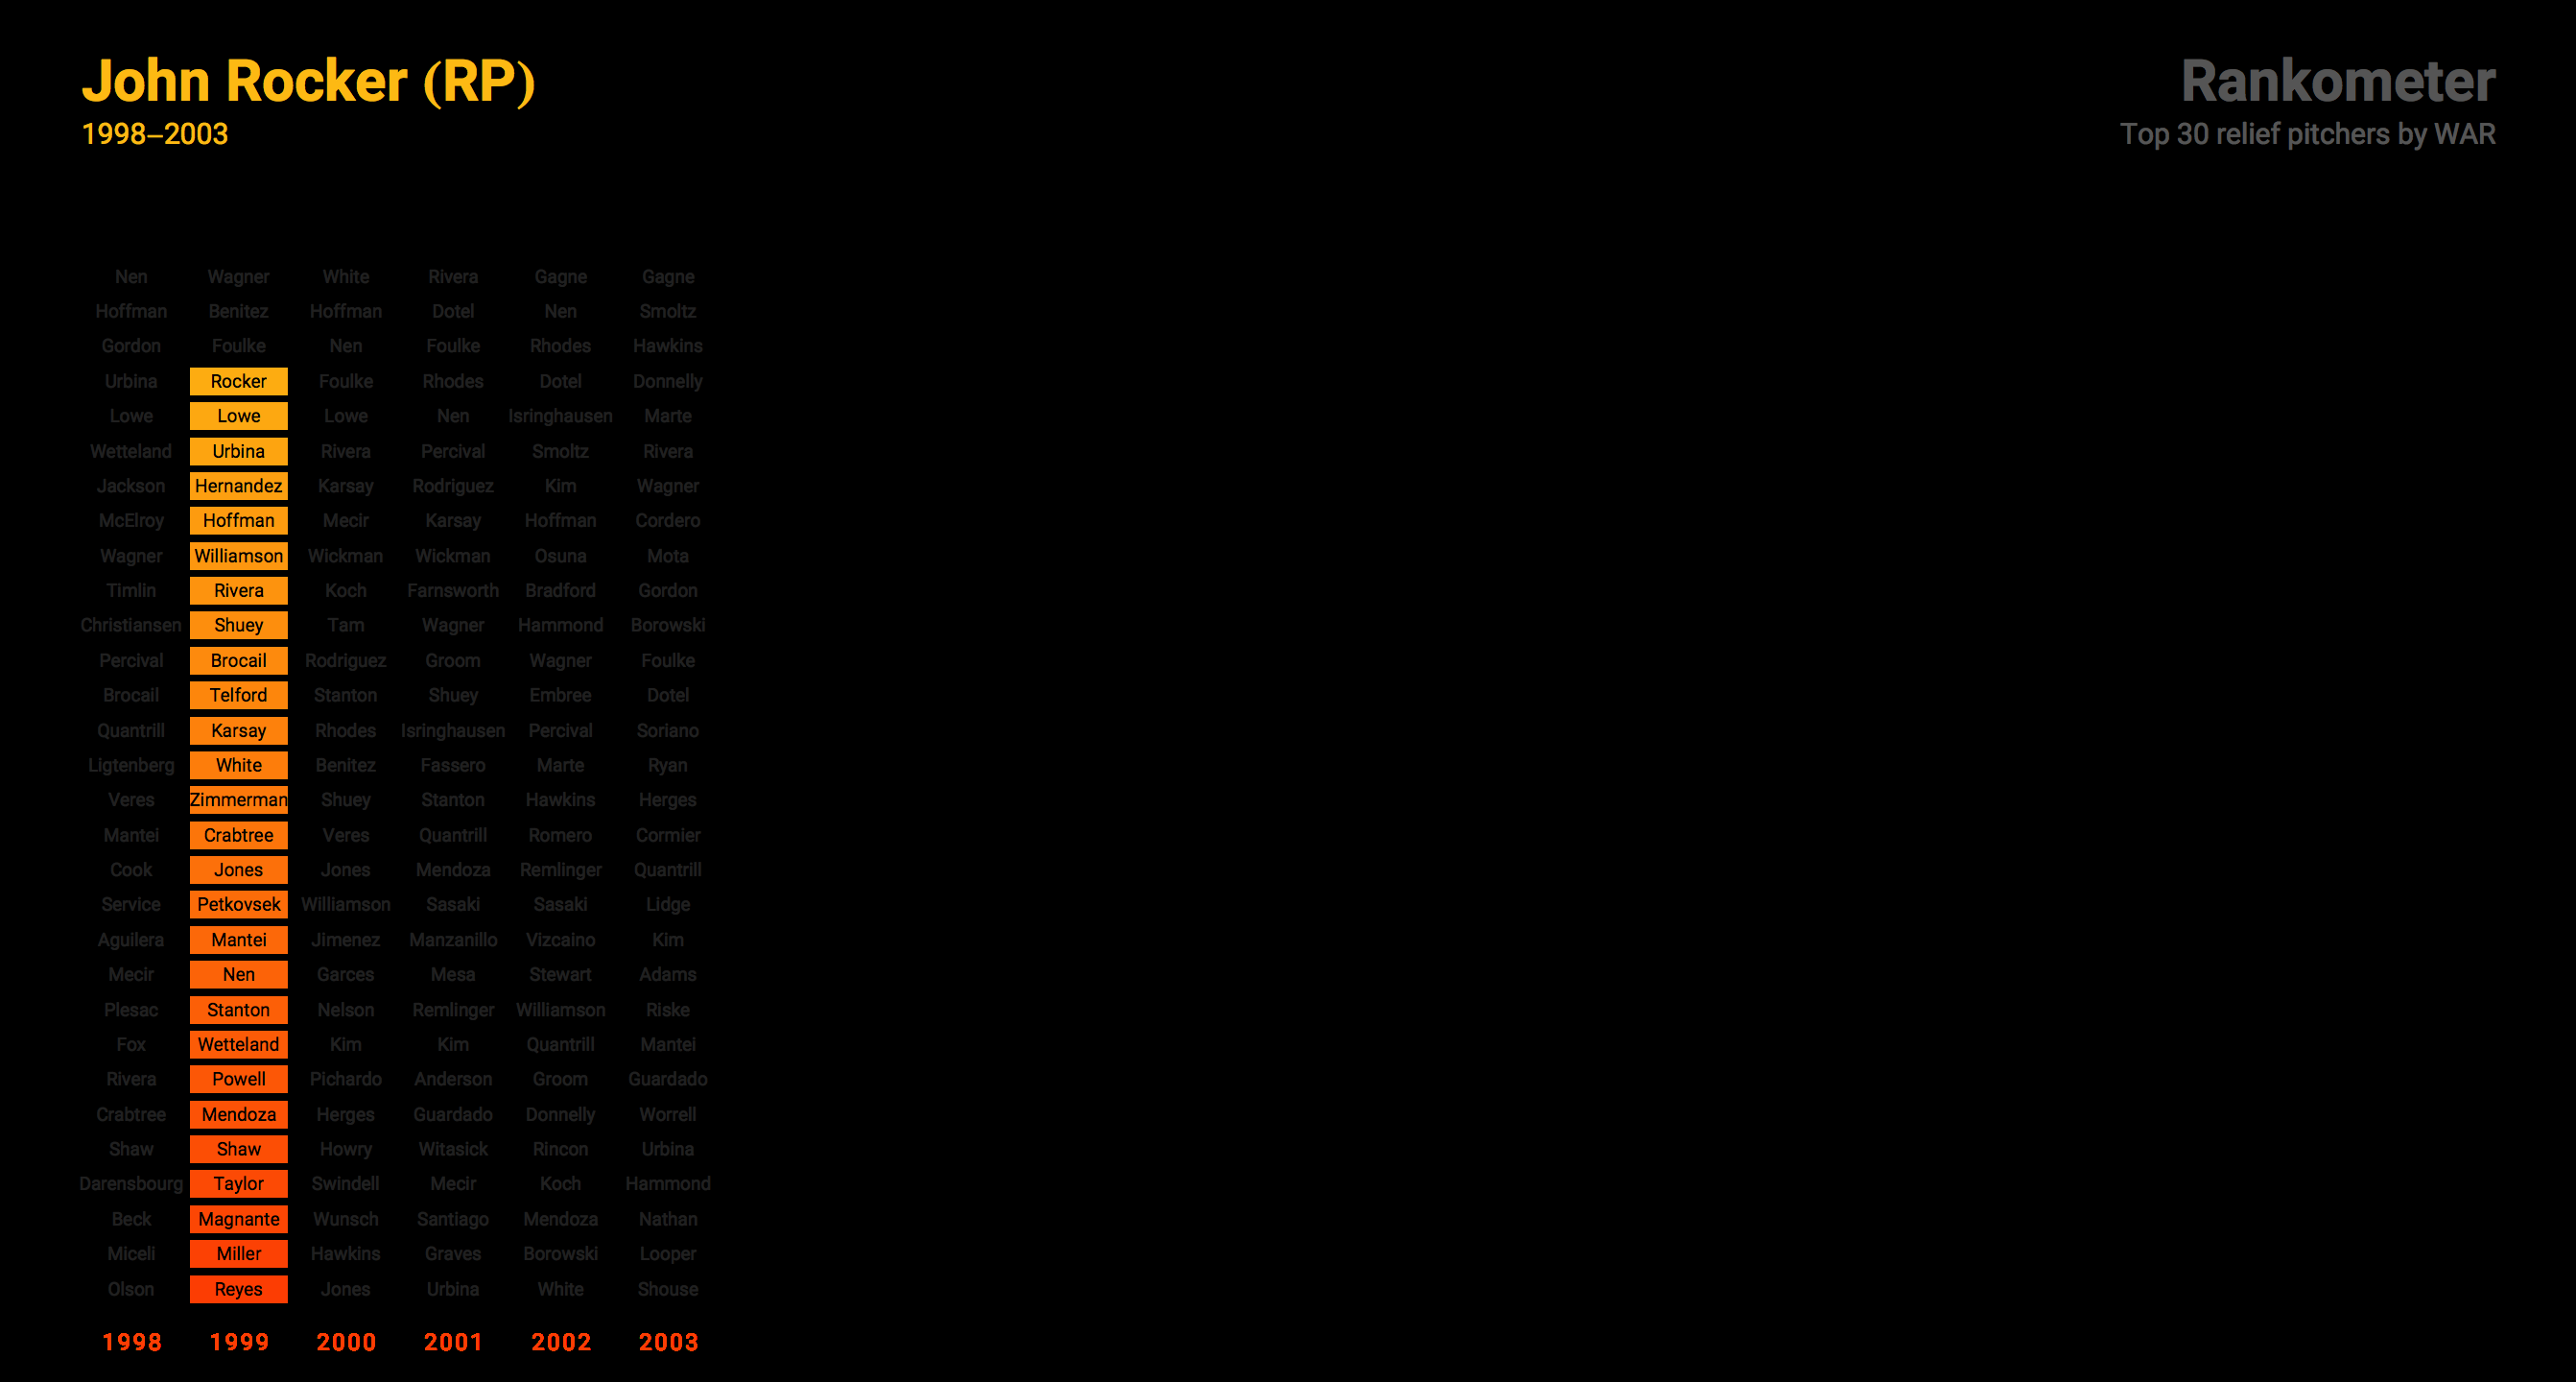 John Rocker (RP)
1998–2003
Rankometer
Top 30 relief pitchers by WAR
Nen Wagner White Rivera Gagne Gagne
Hoffman Benitez Hoffman Dotel Nen Smoltz
Gordon Foulke Nen Foulke Rhodes Hawkins
Urbina Rocker Foulke Rhodes Dotel Donnelly
Lowe Lowe Lowe Nen Isringhausen Marte
Wetteland Urbina Rivera Percival Smoltz Rivera
Jackson Hernandez Karsay Rodriguez Kim Wagner
McElroy Hoffman Mecir Karsay Hoffman Cordero
Wagner Williamson Wickman Wickman Osuna Mota
Timlin Rivera Koch Farnsworth Bradford Gordon
Christiansen Shuey Tam Wagner Hammond Borowski
Percival Brocail Rodriguez Groom Wagner Foulke
Brocail Telford Stanton Shuey Embree Dotel
Quantrill Karsay Rhodes Isringhausen Percival Soriano
Ligtenberg White Benitez Fassero Marte Ryan
Veres Zimmerman Shuey Stanton Hawkins Herges
Mantei Crabtree Veres Quantrill Romero Cormier
Cook Jones Jones Mendoza Remlinger Quantrill
Service Petkovsek Williamson Sasaki Sasaki Lidge
Aguilera Mantei Jimenez Manzanillo Vizcaino Kim
Mecir Nen Garces Mesa Stewart Adams
Plesac Stanton Nelson Remlinger Williamson Riske
Fox Wetteland Kim Kim Quantrill Mantei
Rivera Powell Pichardo Anderson Groom Guardado
Crabtree Mendoza Herges Guardado Donnelly Worrell
Shaw Shaw Howry Witasick Rincon Urbina
Darensbourg Taylor Swindell Mecir Koch Hammond
Beck Magnante Wunsch Santiago Mendoza Nathan
Miceli Miller Hawkins Graves Borowski Looper
Olson Reyes Jones Urbina White Shouse
1998 1999 2000 2001 2002 2003